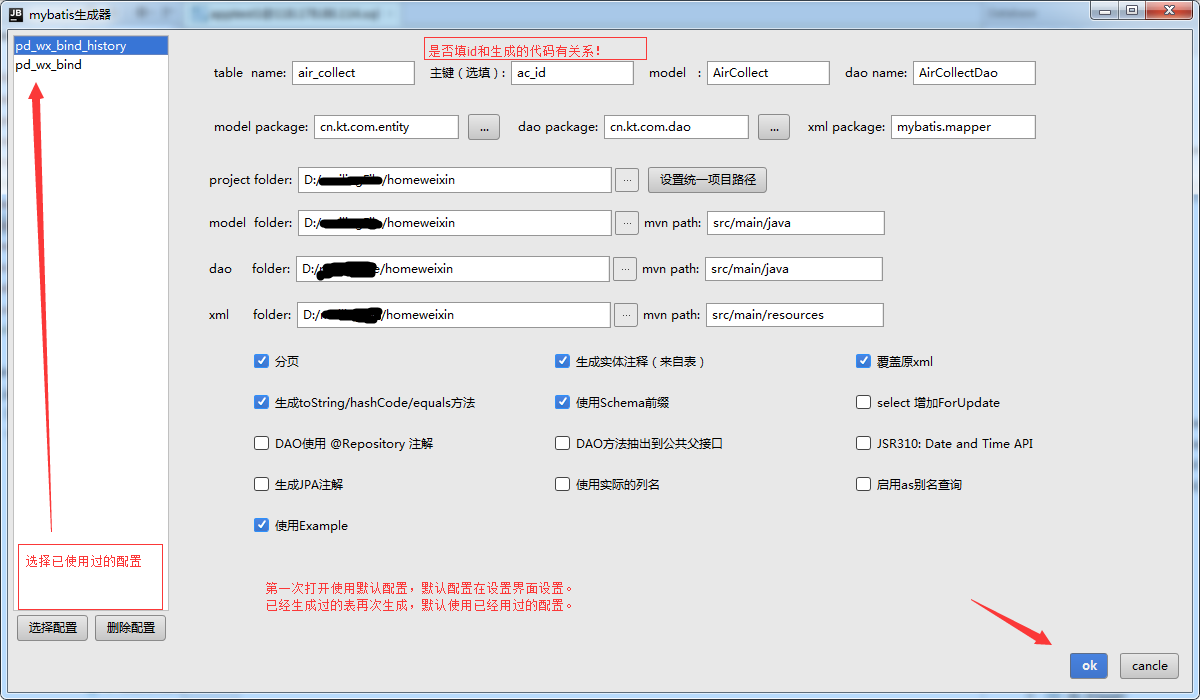 JB mybatis生成器
pd_wx_bind_history
pd_wx_bind
是否填id和生成的代码有关系！
table name: air_collect 主键（选填）: ac_id model : AirCollect dao name: AirCollectDao
model package: cn.kt.com.entity ... dao package: cn.kt.com.dao ... xml package: mybatis.mapper
project folder: D:/ /homeweixin ... 设置统一项目路径
model folder: D:/ /homeweixin ... mvn path: src/main/java
dao folder: D:/ /homeweixin ... mvn path: src/main/java
xml folder: D:/ /homeweixin ... mvn path: src/main/resources
分页 生成实体注释（来自表） 覆盖原xml
生成toString/hashCode/equals方法 使用Schema前缀 select 增加ForUpdate
DAO使用 @Repository 注解 DAO方法抽出到公共父接口 JSR310: Date and Time API
生成JPA注解 使用实际的列名 启用as别名查询
使用Example
选择已使用过的配置
第一次打开使用默认配置，默认配置在设置界面设置。
已经生成过的表再次生成，默认使用已经用过的配置。
选择配置 删除配置
ok cancle